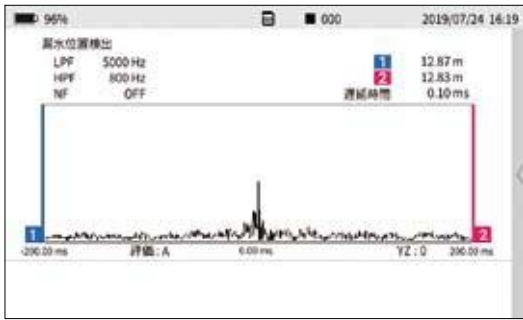 96% 000 2019/07/24 16:19
漏水位置検出
LPF 5000 Hz 1 12.87 m
HPF 800 Hz 2 12.83 m
NF OFF 遅延時間 0.10 ms
1 2
-200.00 ms 評価: A 0.00 ms YZ: 0 200.00 ms